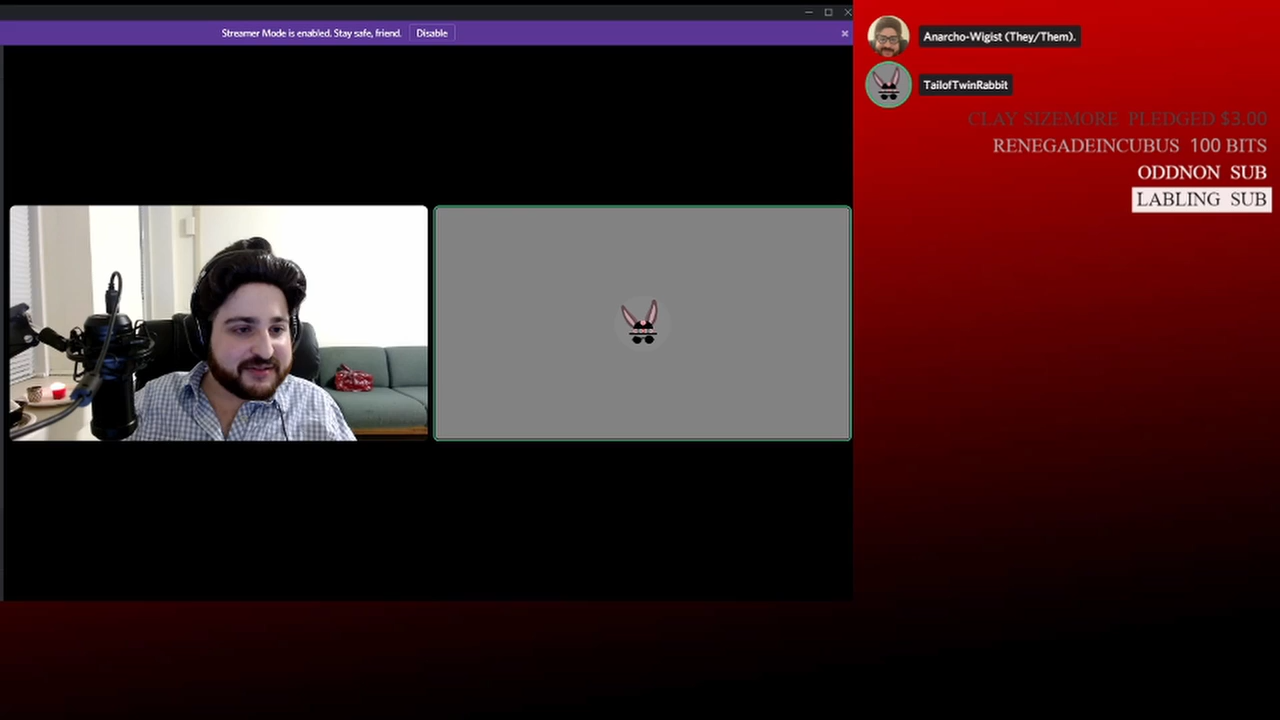 Streamer Mode is enabled. Stay safe, friend. Disable
Anarcho-Wigist (They/Them).
TailofTwinRabbit
CLAY SIZEMORE PLEDGED $3.00
RENEGADEINCUBUS 100 BITS
ODDNON SUB
LABLING SUB